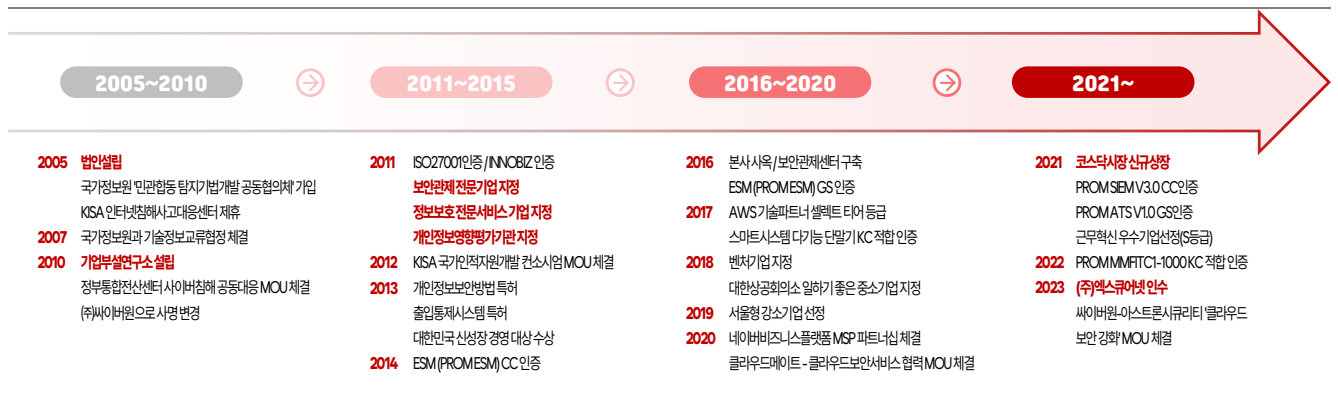 2005~2010
2005 법인설립
국가정보원 '민관합동 탐지기법개발 공동협의체' 가입
KISA 인터넷침해사고대응센터 제휴
2007 국가정보원과 기술정보교류협정 체결
2010 기업부설연구소 설립
정부통합전산센터 사이버침해 공동대응 MOU 체결
㈜싸이버원으로 사명 변경
2011~2015
2011 ISO27001인증 / INNOBIZ 인증
보안관제 전문기업 지정
정보보호 전문서비스 기업 지정
개인정보영향평가기관 지정
2012 KISA 국가인적자원개발 컨소시엄 MOU 체결
2013 개인정보보안방법 특허
출입통제시스템 특허
대한민국 신성장 경영 대상 수상
2014 ESM (PROM ESM) CC 인증
2016~2020
2016 본사 사옥 / 보안관제센터 구축
ESM (PROM ESM) GS 인증
2017 AWS 기술파트너 셀렉트 티어 등급
스마트시스템 다기능 단말기 KC 적합 인증
2018 벤처기업 지정
대한상공회의소 일하기 좋은 중소기업 지정
2019 서울형 강소기업 선정
2020 네이버비즈니스플랫폼 MSP 파트너십 체결
클라우드메이트 - 클라우드보안서비스 협력 MOU 체결
2021~
2021 코스닥시장 신규상장
PROM SIEM V3.0 CC인증
PROM ATS V1.0 GS인증
근무혁신 우수기업선정(S등급)
2022 PROM MMFITC1-1000 KC 적합 인증
2023 (주)엑스큐어넷 인수
싸이버원-아스트론시큐리티 '클라우드
보안 강화' MOU 체결